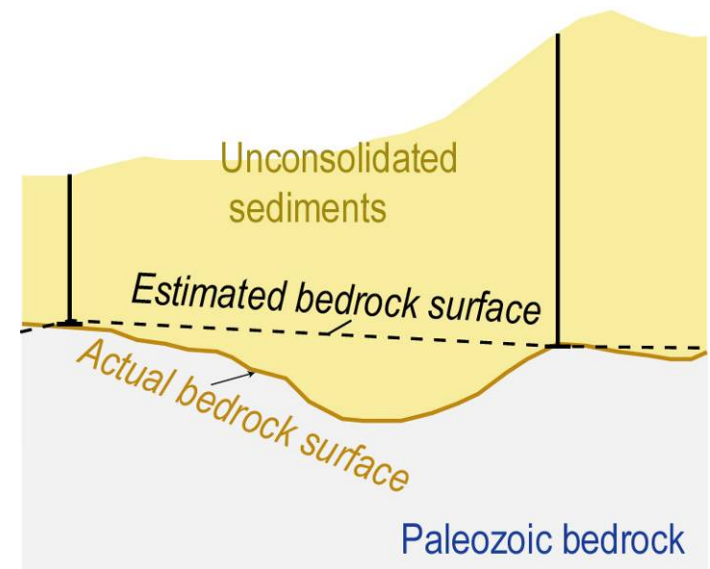 Unconsolidated
sediments
Estimated bedrock surface
Actual bedrock surface
Paleozoic bedrock